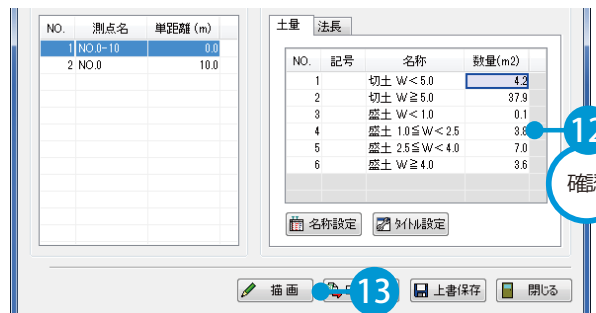 NO. 測点名 単距離 (m)
1 NO.0-10 0.0
2 NO.0 10.0
土量 法長
NO. 記号 名称 数量(m2)
1 切土 W<5.0 4.2
2 切土 W≧5.0 37.9
3 盛土 W<1.0 0.1
4 盛土 1.0≦W<2.5 3.8
5 盛土 2.5≦W<4.0 7.0
6 盛土 W≧4.0 3.6
12
確認
名称設定 タイトル設定
描画 13 上書保存 閉じる